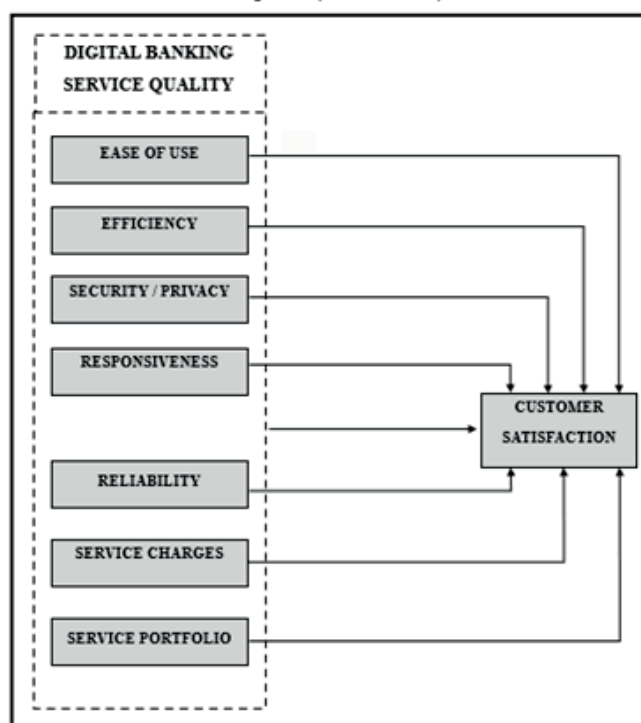 DIGITAL BANKING
SERVICE QUALITY
EASE OF USE
EFFICIENCY
SECURITY / PRIVACY
RESPONSIVENESS
CUSTOMER
SATISFACTION
RELIABILITY
SERVICE CHARGES
SERVICE PORTFOLIO